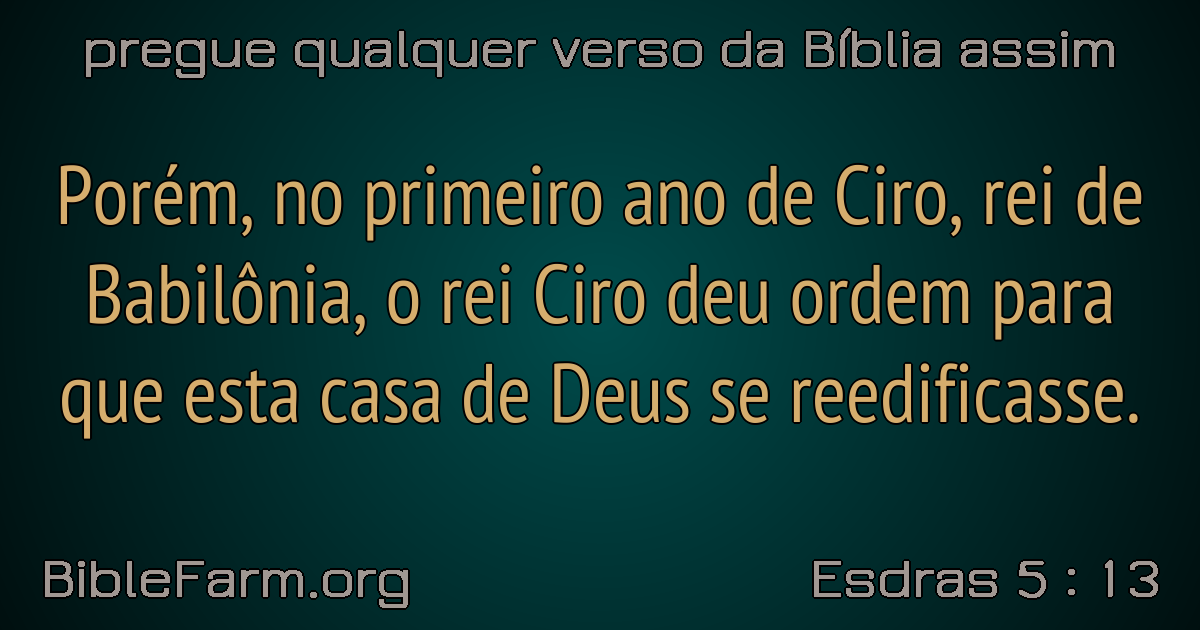 pregue qualquer verso da Bíblia assim
Porém, no primeiro ano de Ciro, rei de
Babilônia, o rei Ciro deu ordem para
que esta casa de Deus se reedificasse.
BibleFarm.org
Esdras 5 : 13